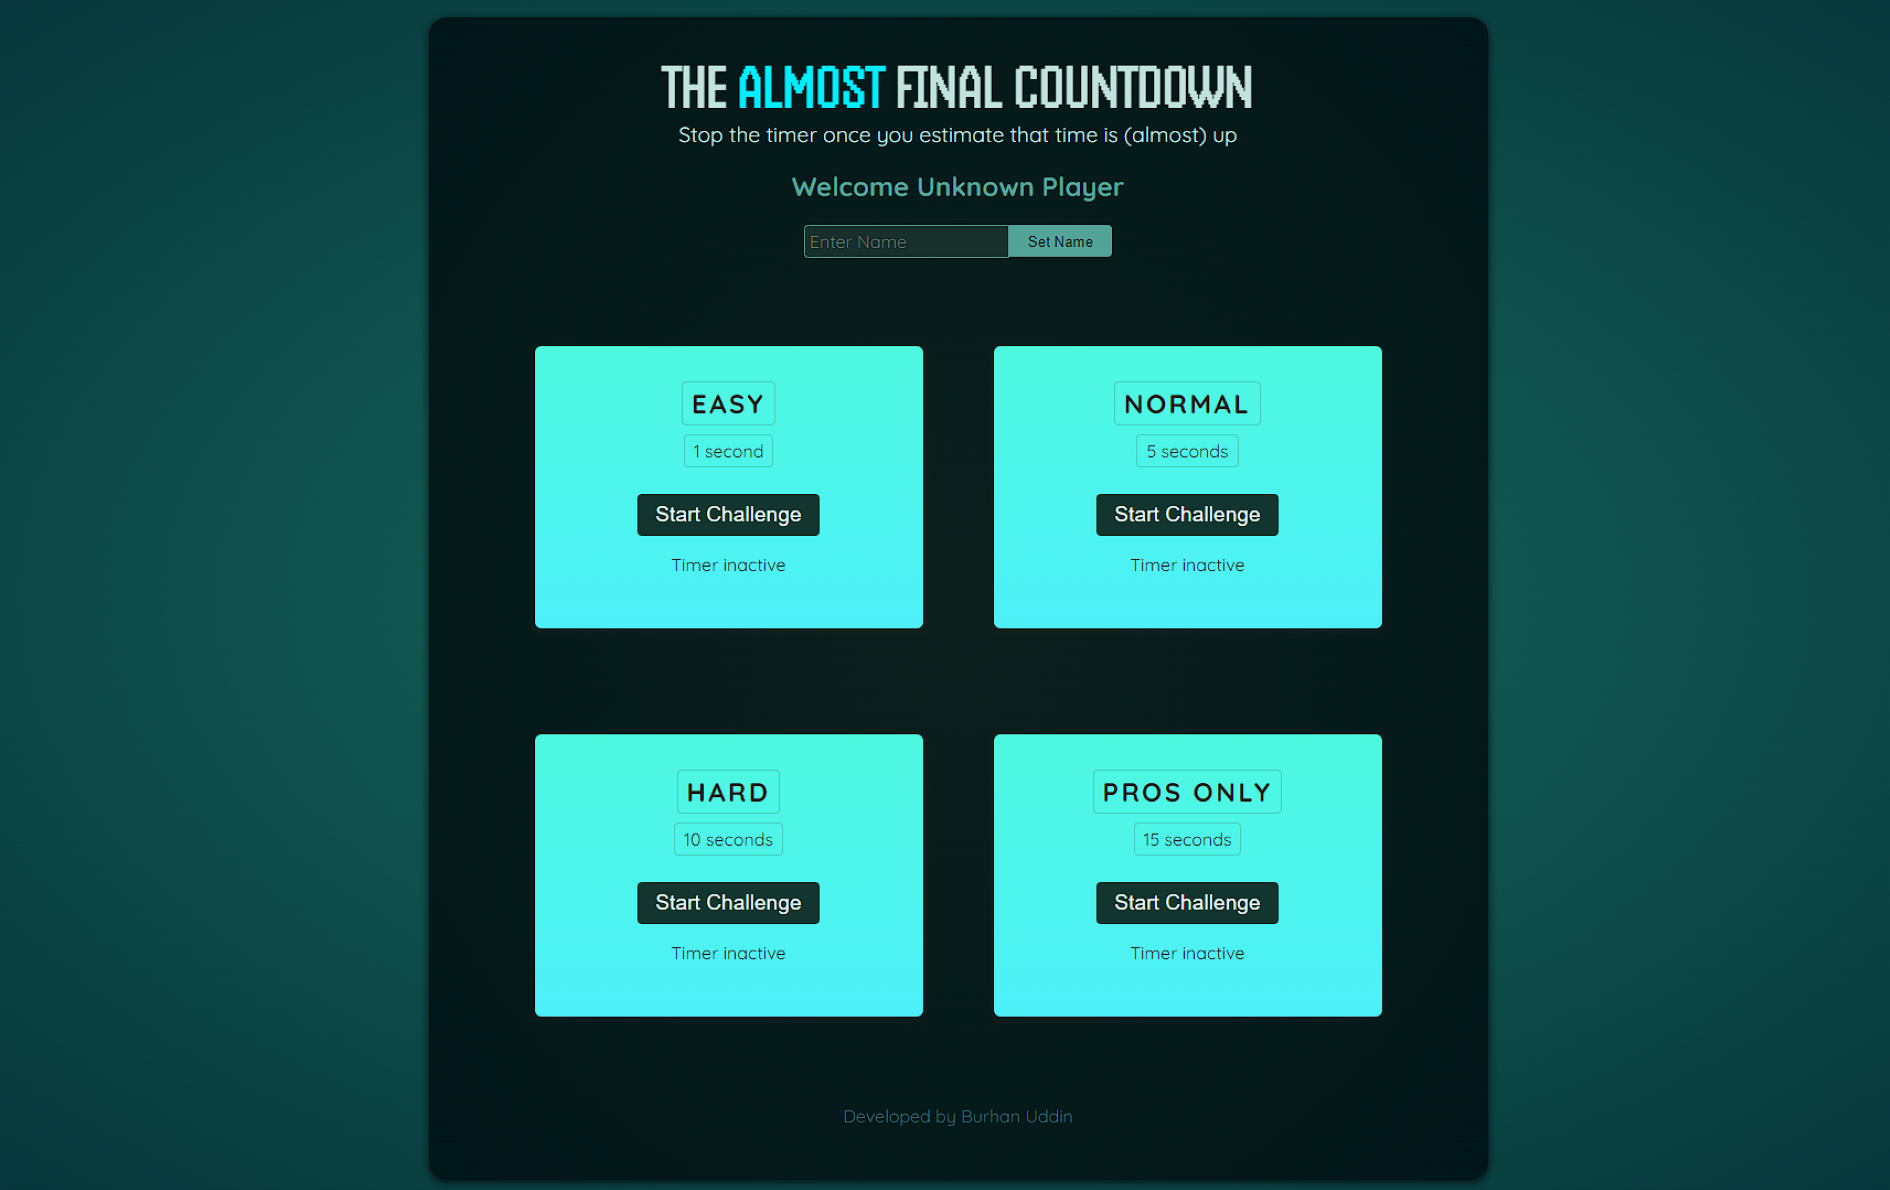 THE ALMOST FINAL COUNTDOWN
Stop the timer once you estimate that time is (almost) up
Welcome Unknown Player
Enter Name
Set Name
EASY
1 second
Start Challenge
Timer inactive
NORMAL
5 seconds
Start Challenge
Timer inactive
HARD
10 seconds
Start Challenge
Timer inactive
PROS ONLY
15 seconds
Start Challenge
Timer inactive
Developed by Burhan Uddin